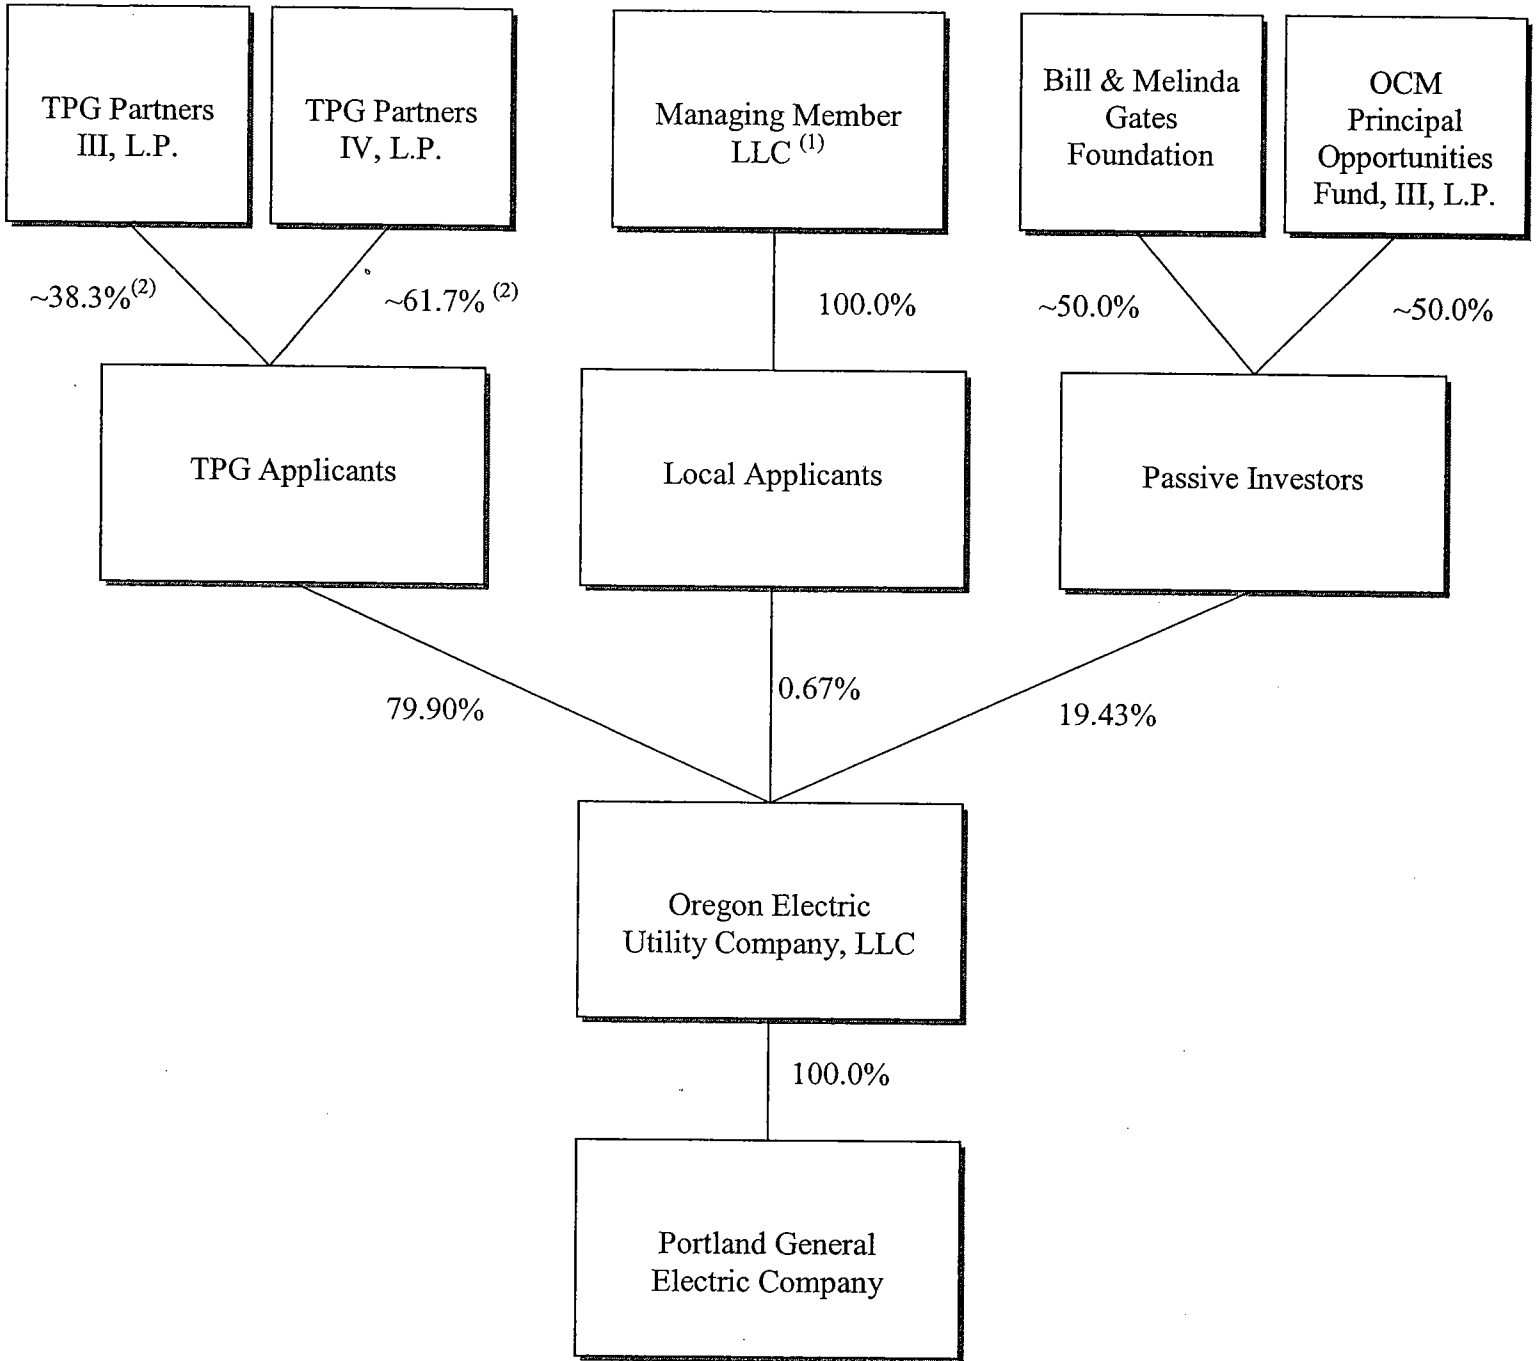 TPG Partners
III, L.P.
TPG Partners
IV, L.P.
Managing Member
LLC (1)
Bill & Melinda
Gates
Foundation
OCM
Principal
Opportunities
Fund, III, L.P.
~38.3%(2)
~61.7% (2)
100.0%
~50.0%
~50.0%
TPG Applicants
Local Applicants
Passive Investors
79.90%
0.67%
19.43%
Oregon Electric
Utility Company, LLC
100.0%
Portland General
Electric Company